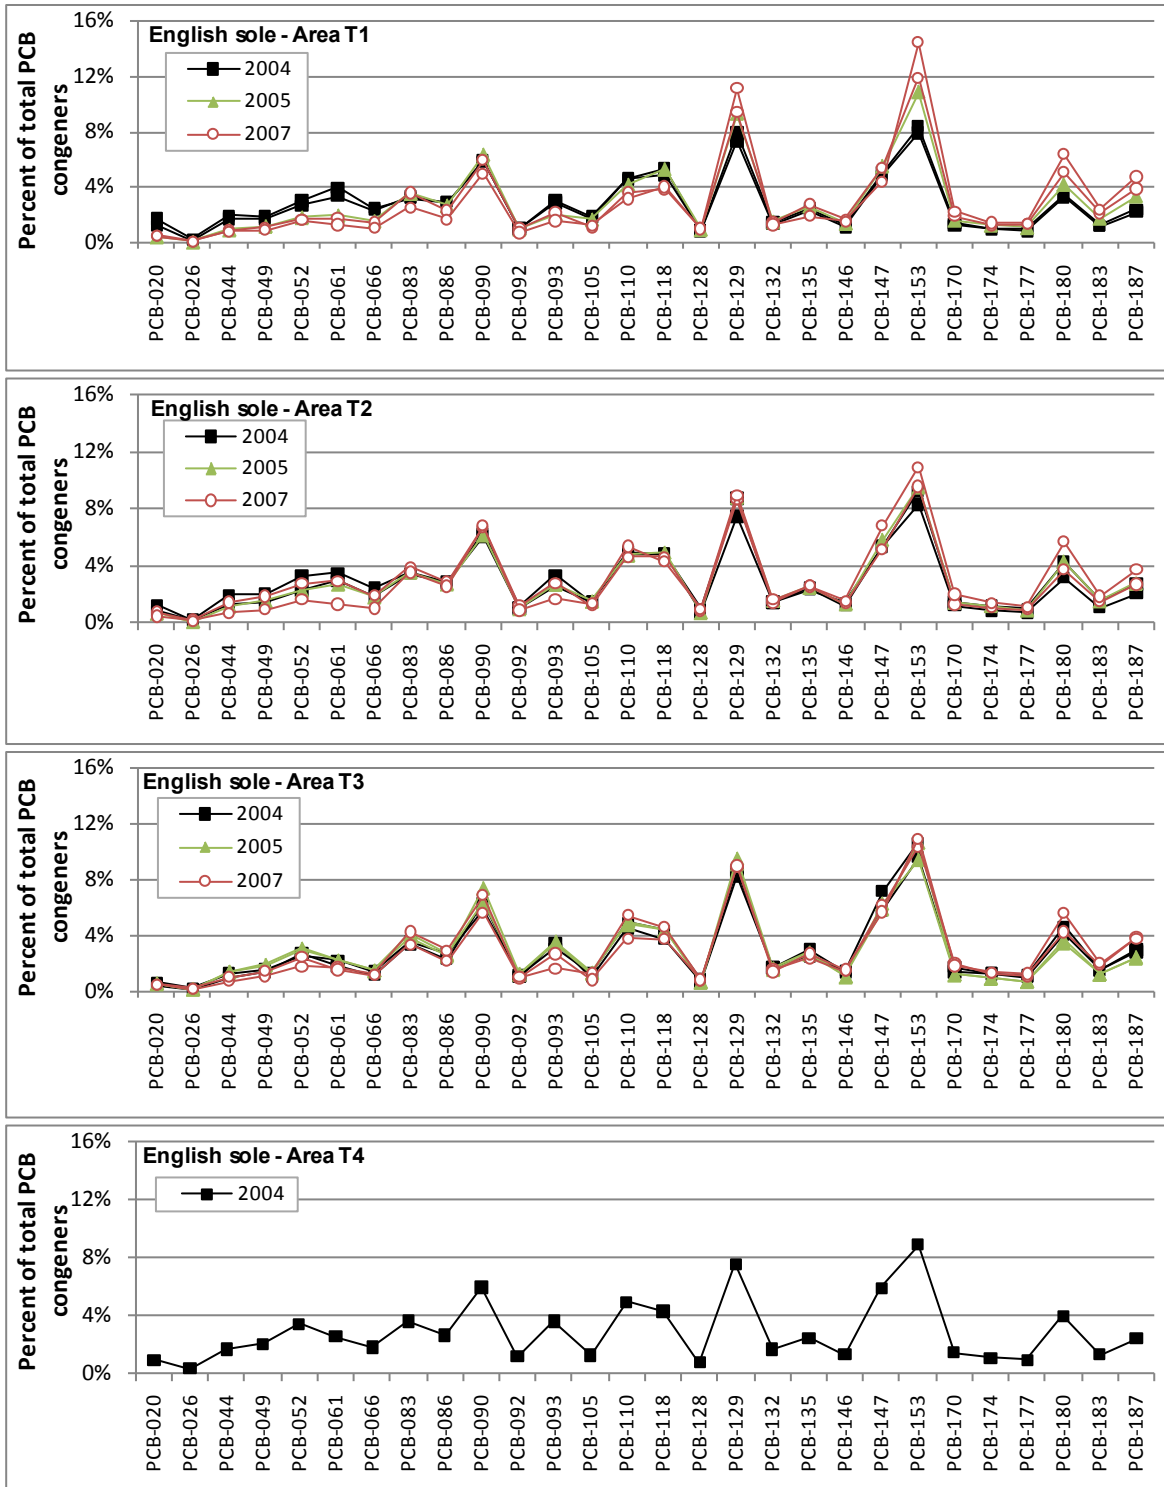 English sole - Area T1
Percent of total PCB
congeners
16%
12%
8%
4%
0%
2004
2005
2007
PCB-020
PCB-026
PCB-044
PCB-049
PCB-052
PCB-061
PCB-066
PCB-083
PCB-086
PCB-090
PCB-092
PCB-093
PCB-105
PCB-110
PCB-118
PCB-128
PCB-129
PCB-132
PCB-135
PCB-146
PCB-147
PCB-153
PCB-170
PCB-174
PCB-177
PCB-180
PCB-183
PCB-187
English sole - Area T2
Percent of total PCB
congeners
16%
12%
8%
4%
0%
2004
2005
2007
PCB-020
PCB-026
PCB-044
PCB-049
PCB-052
PCB-061
PCB-066
PCB-083
PCB-086
PCB-090
PCB-092
PCB-093
PCB-105
PCB-110
PCB-118
PCB-128
PCB-129
PCB-132
PCB-135
PCB-146
PCB-147
PCB-153
PCB-170
PCB-174
PCB-177
PCB-180
PCB-183
PCB-187
English sole - Area T3
Percent of total PCB
congeners
16%
12%
8%
4%
0%
2004
2005
2007
PCB-020
PCB-026
PCB-044
PCB-049
PCB-052
PCB-061
PCB-066
PCB-083
PCB-086
PCB-090
PCB-092
PCB-093
PCB-105
PCB-110
PCB-118
PCB-128
PCB-129
PCB-132
PCB-135
PCB-146
PCB-147
PCB-153
PCB-170
PCB-174
PCB-177
PCB-180
PCB-183
PCB-187
English sole - Area T4
Percent of total PCB
congeners
16%
12%
8%
4%
0%
2004
PCB-020
PCB-026
PCB-044
PCB-049
PCB-052
PCB-061
PCB-066
PCB-083
PCB-086
PCB-090
PCB-092
PCB-093
PCB-105
PCB-110
PCB-118
PCB-128
PCB-129
PCB-132
PCB-135
PCB-146
PCB-147
PCB-153
PCB-170
PCB-174
PCB-177
PCB-180
PCB-183
PCB-187